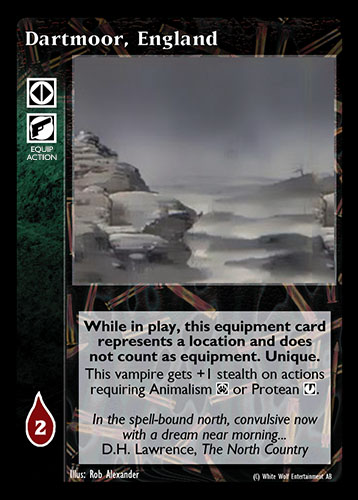 Dartmoor, England
EQUIP
ACTION
While in play, this equipment card
represents a location and does
not count as equipment. Unique.
This vampire gets +1 stealth on actions
requiring Animalism or Protean .
In the spell-bound north, convulsive now
with a dream near morning...
D.H. Lawrence, The North Country
2
Illus: Rob Alexander
(C) White Wolf Entertainment AB